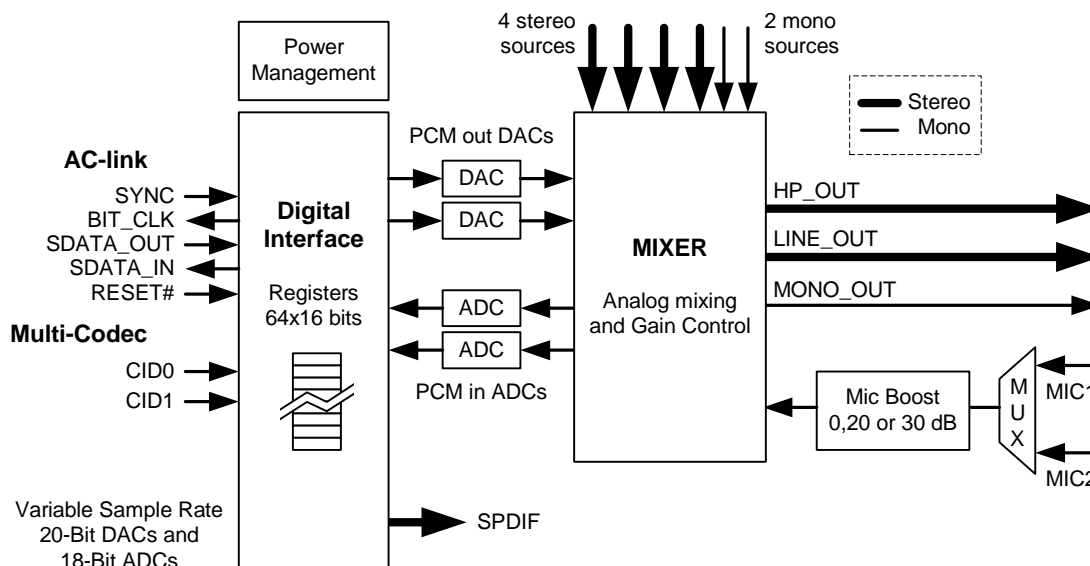 Power
Management
4 stereo
sources
2 mono
sources
Stereo
Mono
AC-link
SYNC
BIT_CLK
SDATA_OUT
SDATA_IN
RESET#
Multi-Codec
CID0
CID1
Variable Sample Rate
20-Bit DACs and
18-Bit ADCs
Digital
Interface
Registers
64x16 bits
PCM out DACs
DAC
DAC
ADC
ADC
PCM in ADCs
SPDIF
MIXER
Analog mixing
and Gain Control
HP_OUT
LINE_OUT
MONO_OUT
Mic Boost
0,20 or 30 dB
M
U
X
MIC1
MIC2